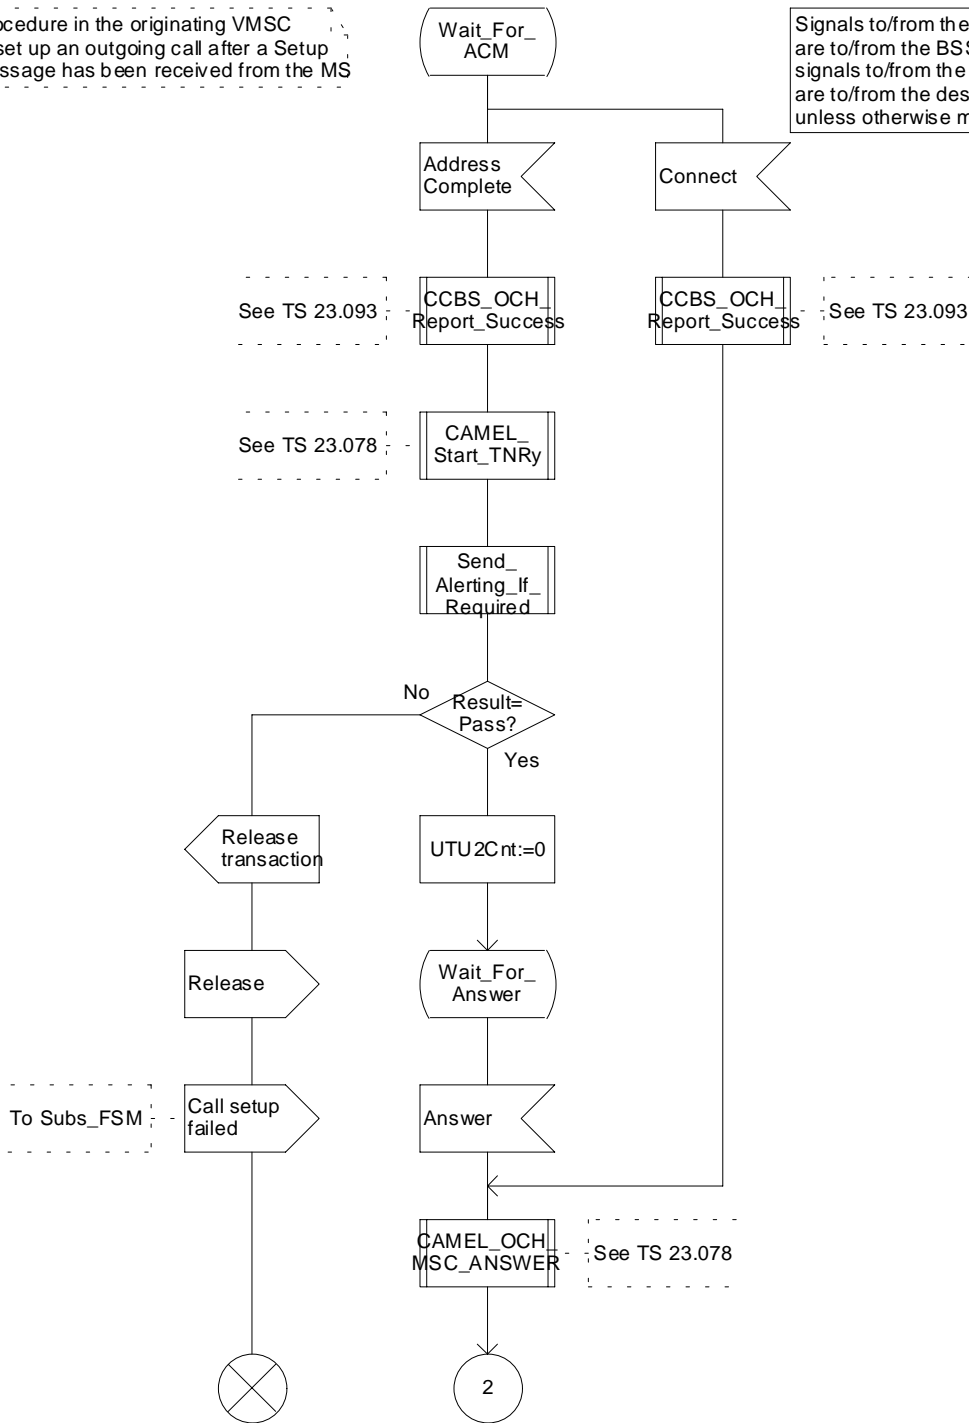 set up an outgoing call after a Setup
in the originating VMSC
has been received from the MS
Wait_For_
ACM
Signals to/from the
are to/from the
signals to/from the
are to/from the
unless otherwise
Address
Complete
Connect
See TS 23.093
CCBS_OCH_
Report_Success
CCBS_OCH_
Report_Success
See TS 23.093
See TS 23.078
CAMEL_
Start_TNRy
Send_
Alerting_If_
Required
No
Result=
Pass?
Yes
Release
transaction
UTU2Cnt:=0
Release
Wait_For_
Answer
To Subs_FSM
Call setup
failed
Answer
CAMEL_OCH_
MSC_ANSWER
See TS 23.078
2